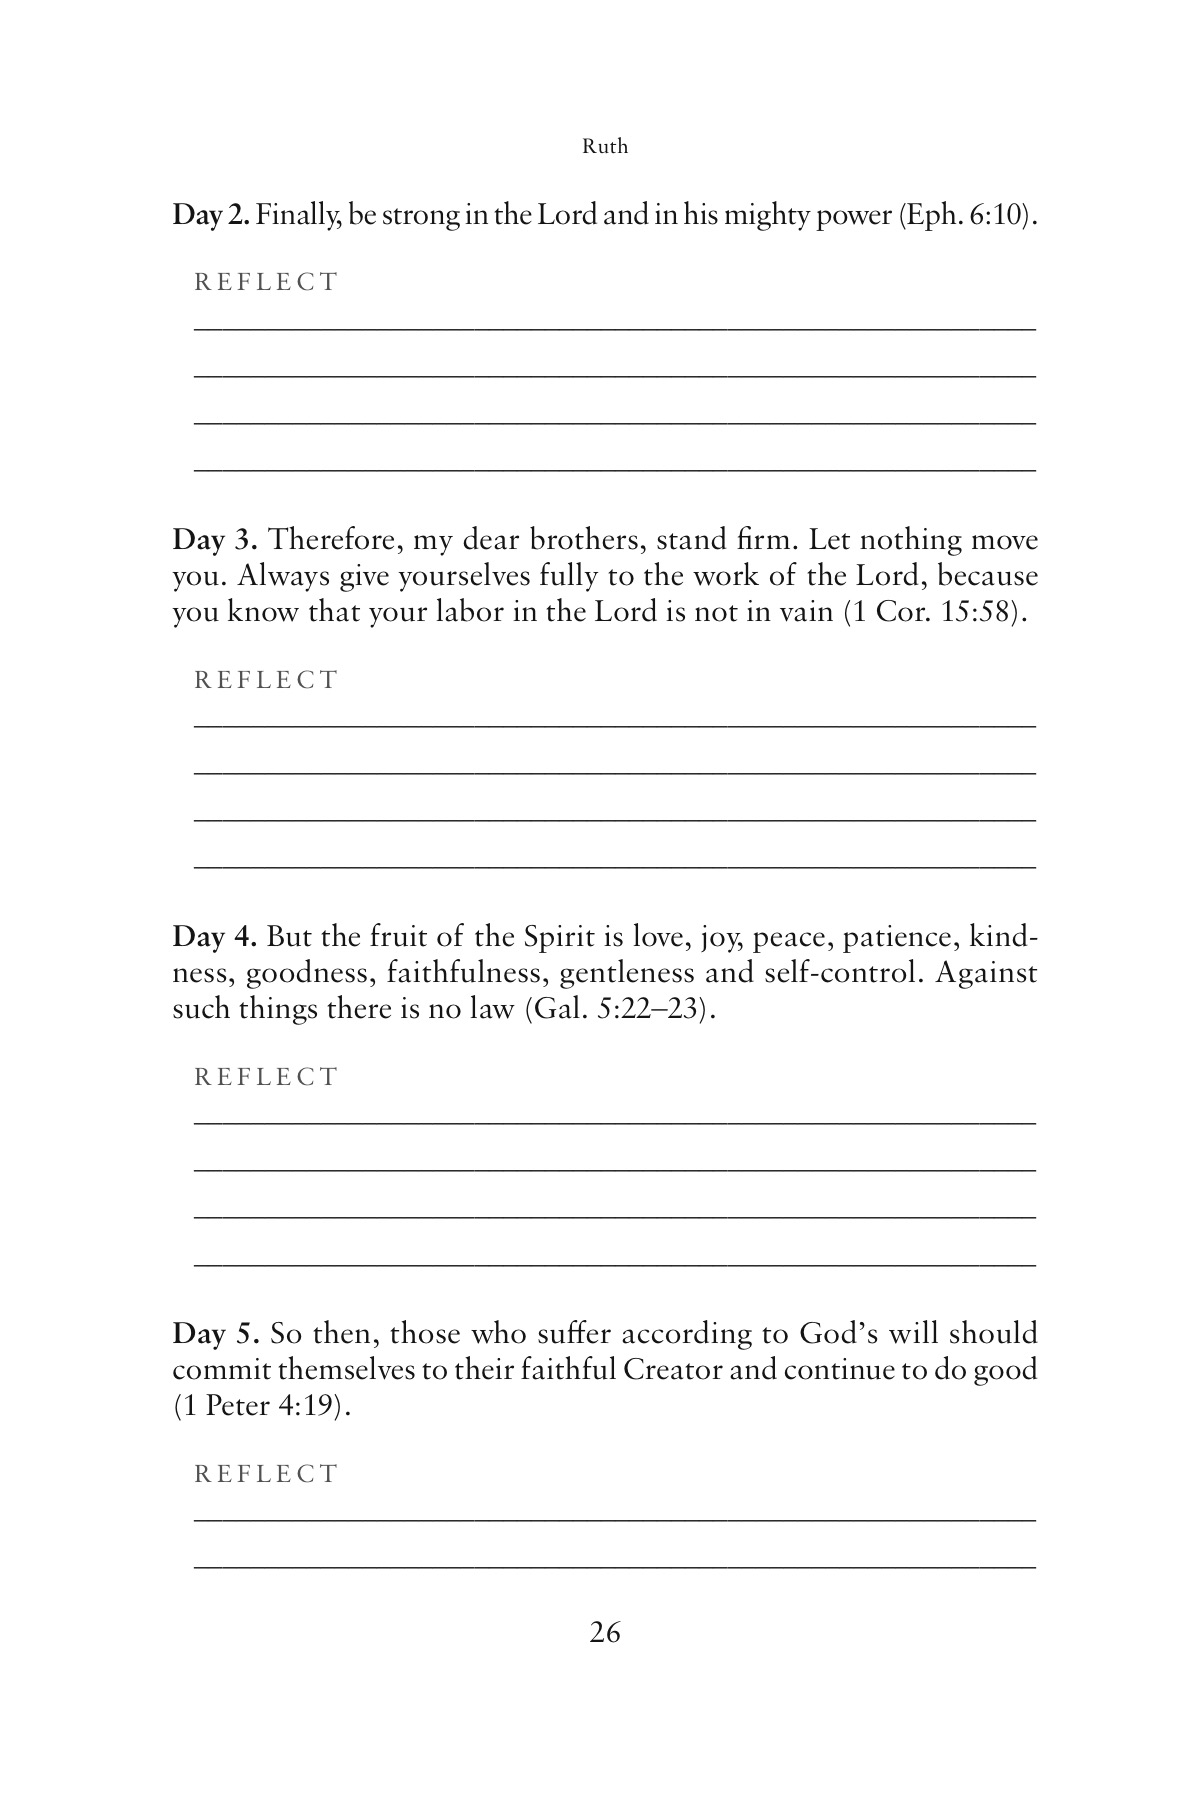 Ruth
Day 2. Finally, be strong in the Lord and in his mighty power (Eph. 6:10).
REFLECT
Day 3. Therefore, my dear brothers, stand firm. Let nothing move
you. Always give yourselves fully to the work of the Lord, because
you know that your labor in the Lord is not in vain (1 Cor. 15:58).
REFLECT
Day 4. But the fruit of the Spirit is love, joy, peace, patience, kind-
ness, goodness, faithfulness, gentleness and self-control. Against
such things there is no law (Gal. 5:22–23).
REFLECT
Day 5. So then, those who suffer according to God’s will should
commit themselves to their faithful Creator and continue to do good
(1 Peter 4:19).
REFLECT
26